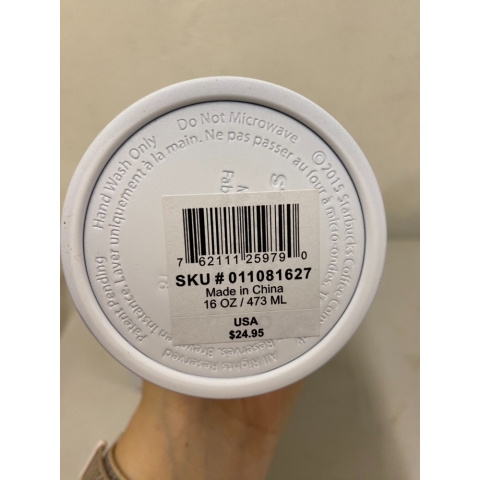 Do Not Microwave
Hand Wash Only
©2015 Starbucks Coffee
Laver uniquement à la main. Ne pas passer au four à micro-ondes.
Patent Pending
Fab
7 62111 25979 0
SKU # 011081627
Made in China
16 OZ / 473 ML
USA
$24.95
All Rights Reserved